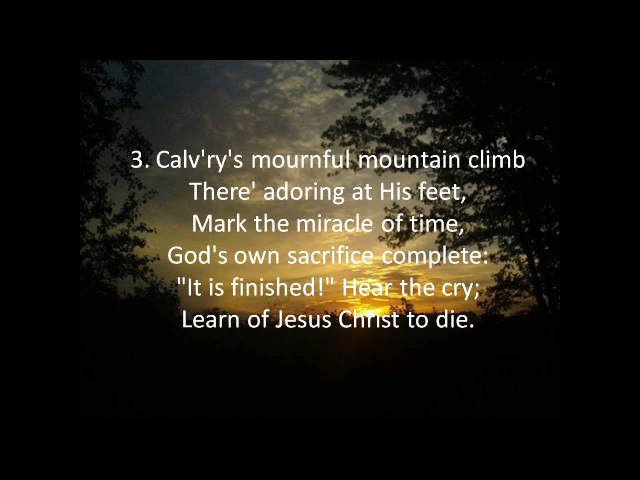 3. Calv'ry's mournful mountain climb
There' adoring at His feet,
Mark the miracle of time,
God's own sacrifice complete:
"It is finished!" Hear the cry;
Learn of Jesus Christ to die.